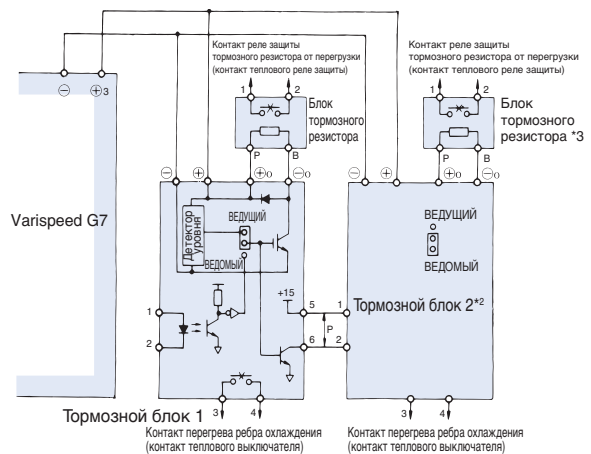 Контакт реле защиты
тормозного резистора от перегрузки
(контакт теплового реле защиты)
Контакт реле защиты
тормозного резистора от перегрузки
(контакт теплового реле защиты)
⊖ ⊕3
1 2
Блок
тормозного
резистора
P B
1 2
Блок
тормозного
резистора *3
P B
Varispeed G7
⊖ ⊕ ⊕0 ⊖0
Детектор
уровня
ВЕДУЩИЙ
ВЕДОМЫЙ
+15
1
2
5
6
P
3 4
Тормозной блок 1
Контакт перегрева ребра охлаждения
(контакт теплового выключателя)
⊖ ⊕ ⊕0 ⊖0
ВЕДУЩИЙ
ВЕДОМЫЙ
1
2
Тормозной блок 2*2
3 4
Контакт перегрева ребра охлаждения
(контакт теплового выключателя)